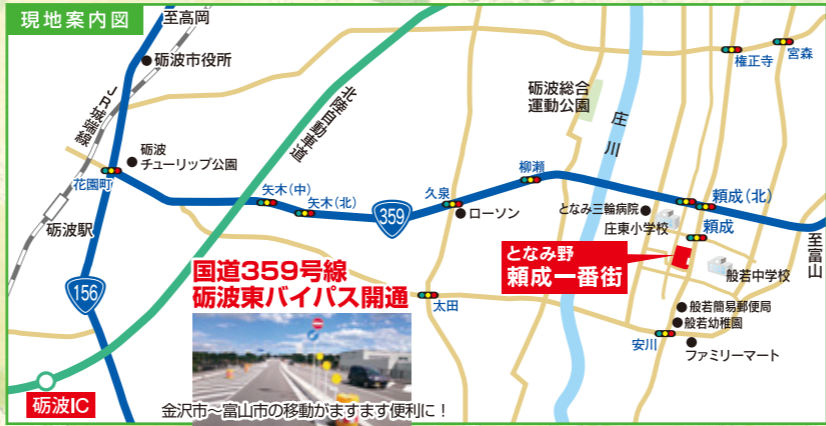 現地案内図
至高岡
砺波市役所
JR城端線
北陸自動車道
砺波
チューリップ公園
花園町
砺波駅
矢木(中)
矢木(北)
359
久泉
ローソン
柳瀬
砺波総合
運動公園
庄川
権正寺
宮森
となみ三輪病院
庄東小学校
頼成(北)
頼成
至富山
となみ野
頼成一番街
般若中学校
般若簡易郵便局
般若幼稚園
安川
ファミリーマート
太田
156
国道359号線
砺波東バイパス開通
金沢市~富山市の移動がますます便利に!
砺波IC